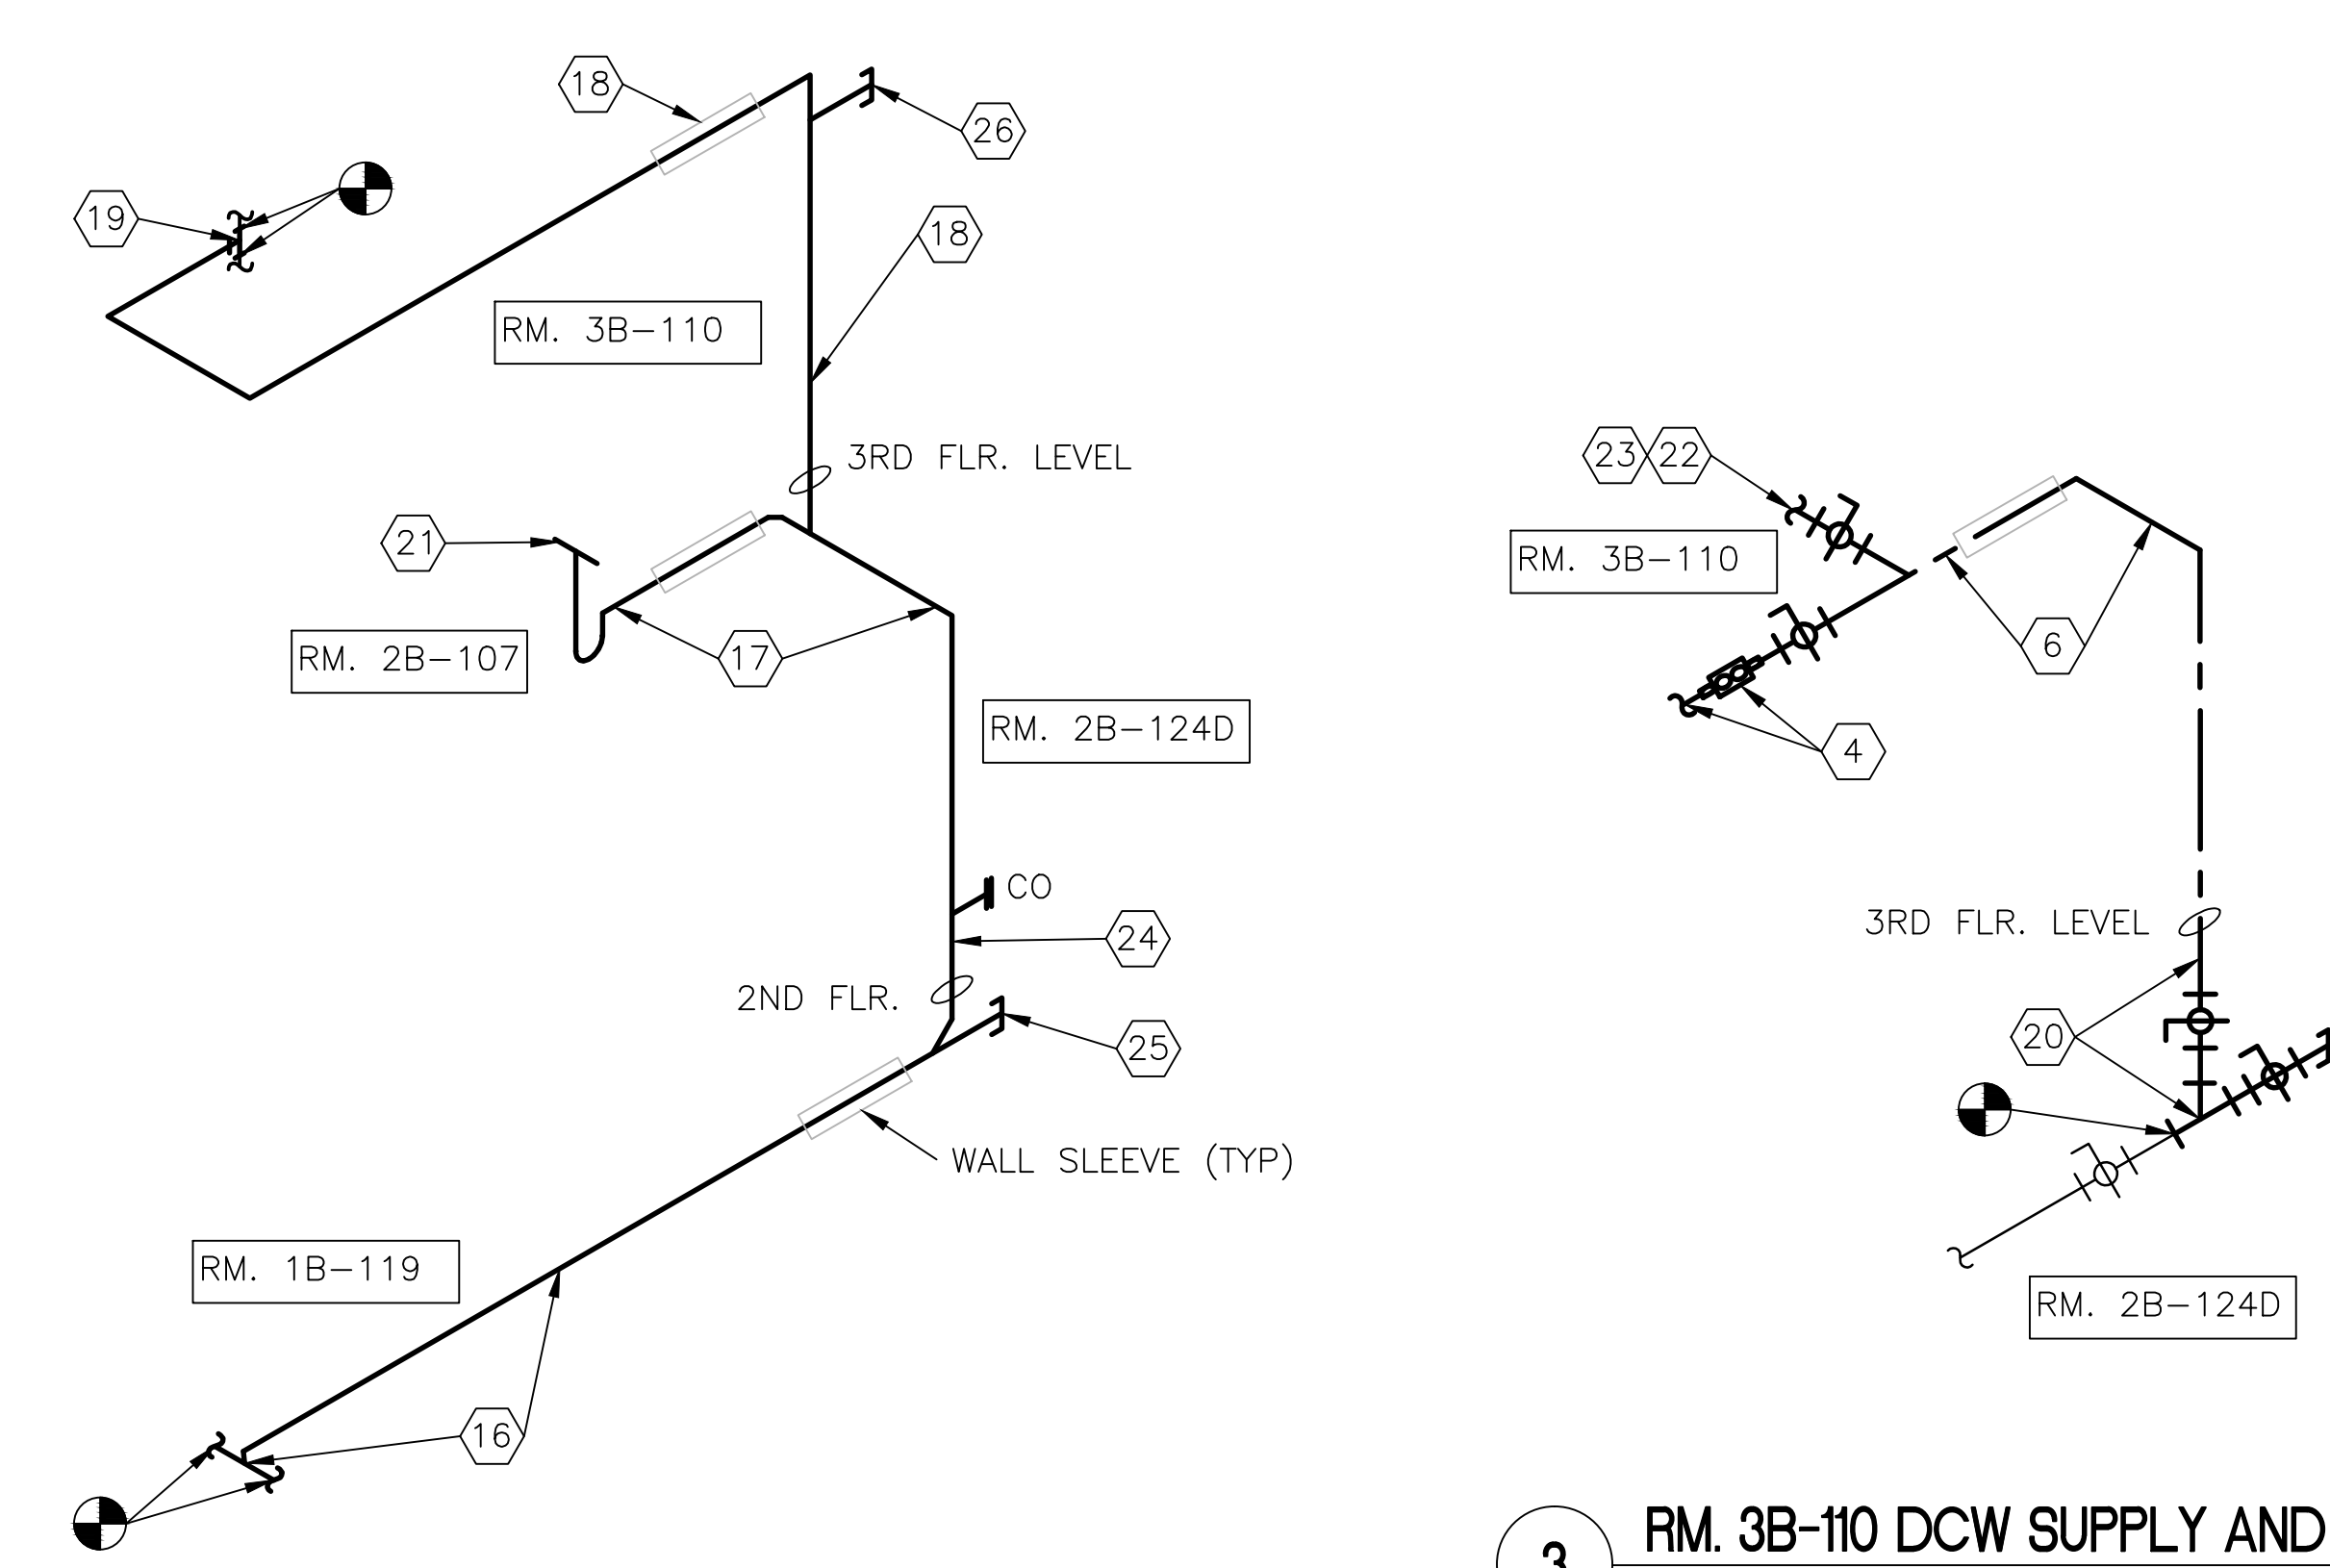 18
26
19
18
RM. 3B-110
3RD FLR. LEVEL
21
RM. 2B-107
17
RM. 2B-124D
CO
24
2ND FLR.
25
WALL SLEEVE (TYP)
RM. 1B-119
16
23 22
RM. 3B-110
6
4
3RD FLR. LEVEL
20
RM. 2B-124D
3
RM. 3B-110 DCW SUPPLY AND